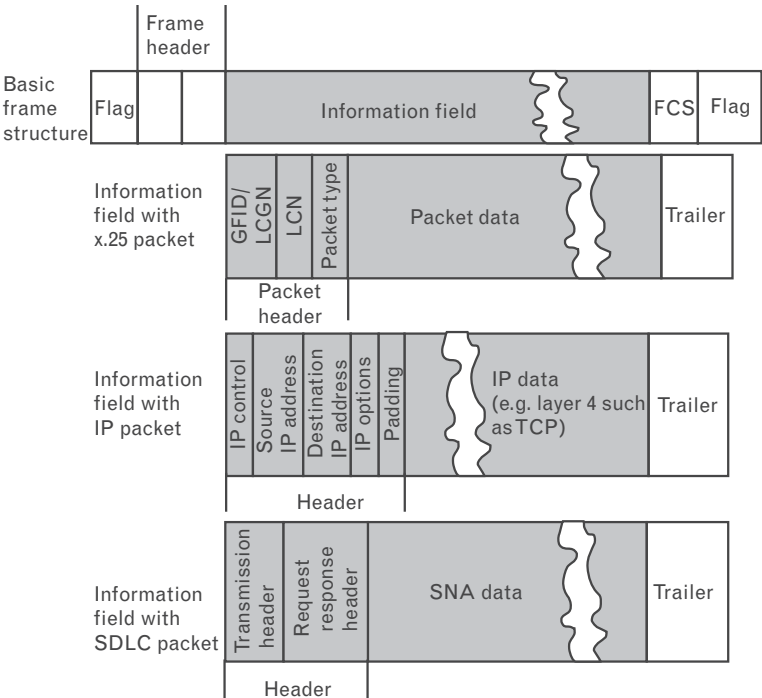 Frame
header
Basic
frame
structure
Flag
Information field
FCS
Flag
Information
field with
x.25 packet
GFID/
LCGN
LCN
Packet type
Packet data
Trailer
Packet
header
Information
field with
IP packet
IP control
Source
IP address
Destination
IP address
IP options
Padding
IP data
(e.g. layer 4 such
as TCP)
Trailer
Header
Information
field with
SDLC packet
Transmission
header
Request
response
header
SNA data
Trailer
Header